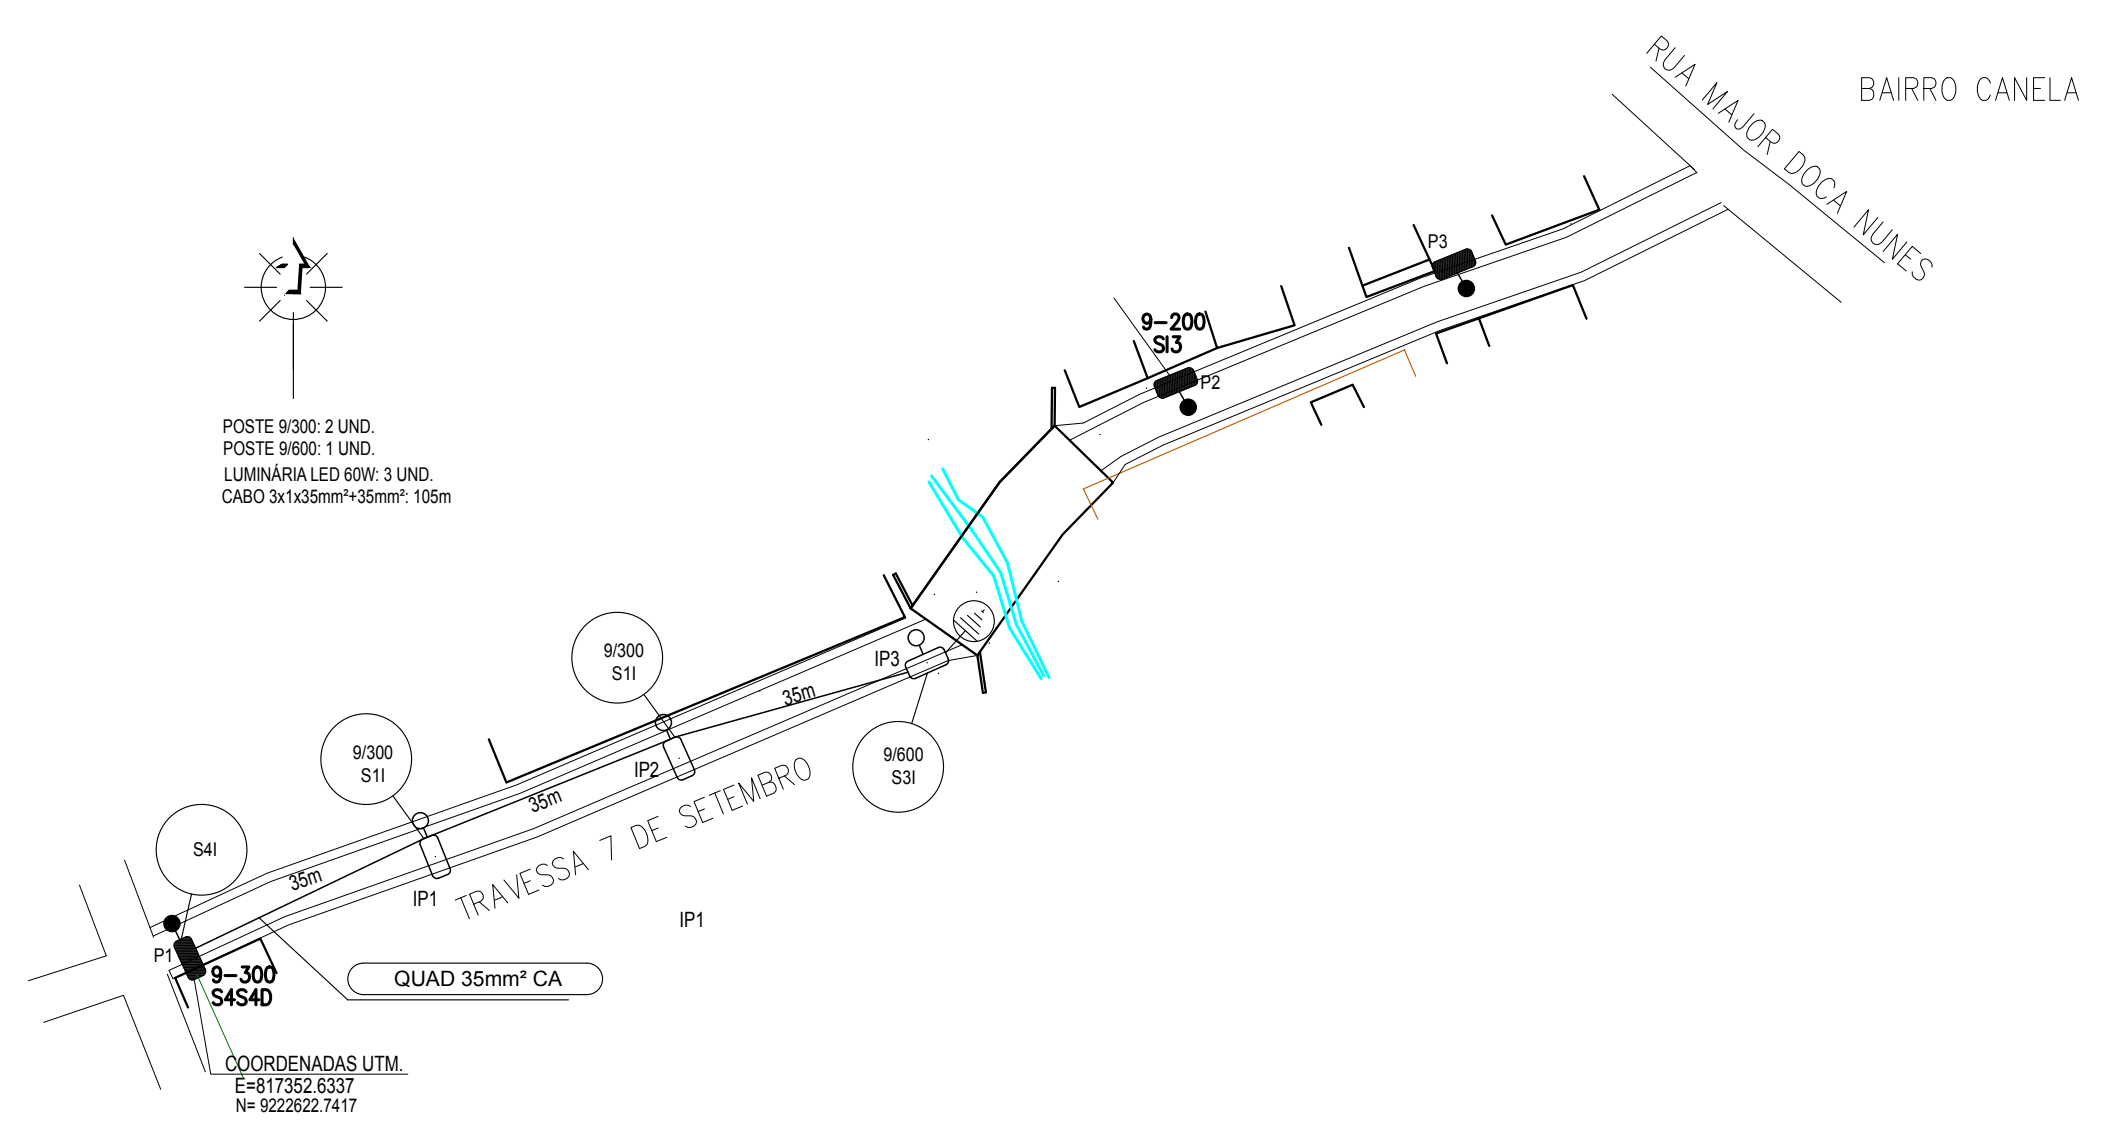 BAIRRO CANELA
RUA MAJOR DOCA NUNES
P3
9-200
SI3
P2
POSTE 9/300: 2 UND.
POSTE 9/600: 1 UND.
LUMINÁRIA LED 60W: 3 UND.
CABO 3x1x35mm²+35mm²: 105m
9/300
S1I
IP3
35m
9/300
S1I
IP2
9/600
S3I
35m
TRAVESSA 7 DE SETEMBRO
S4I
35m
IP1
IP1
P1
9-300
S4S4D
QUAD 35mm² CA
COORDENADAS UTM.
E=817352.6337
N= 9222622.7417